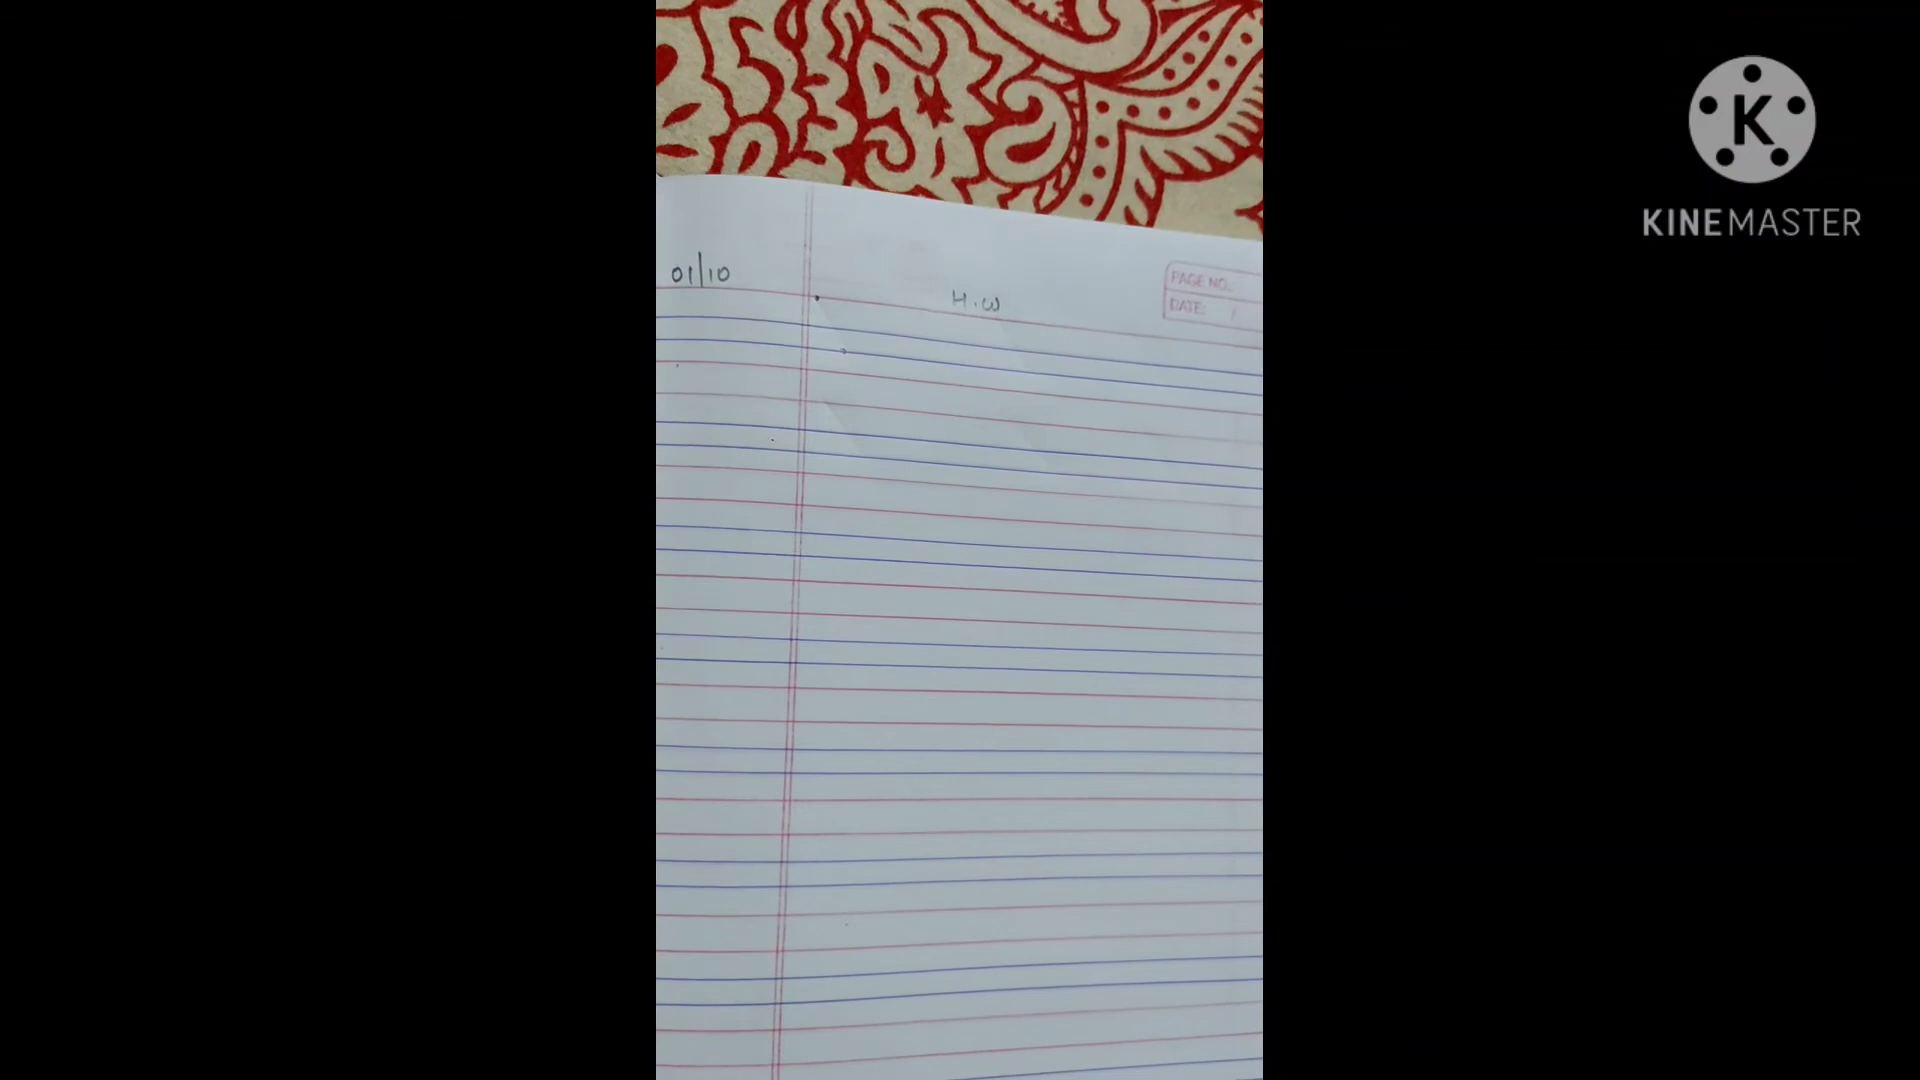 01/10
H.W
PAGE NO.:
DATE: /
K
KINEMASTER